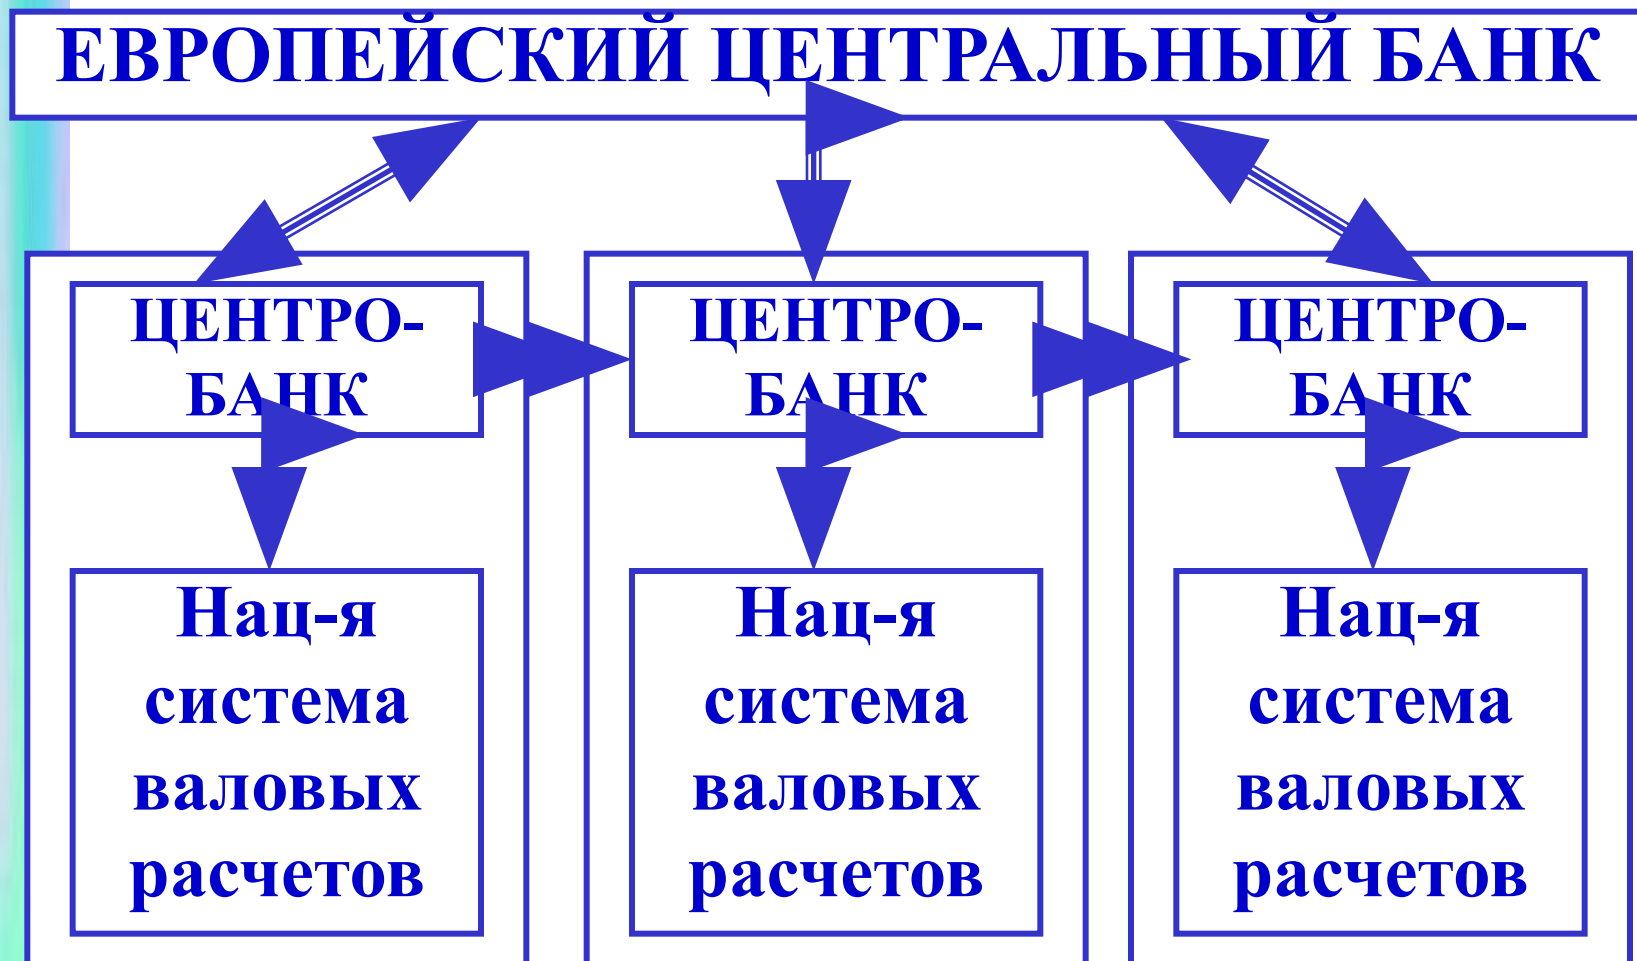 ЕВРОПЕЙСКИЙ ЦЕНТРАЛЬНЫЙ БАНК
ЦЕНТРО-
БАНК
Нац-я
система
валовых
расчетов
ЦЕНТРО-
БАНК
Нац-я
система
валовых
расчетов
ЦЕНТРО-
БАНК
Нац-я
система
валовых
расчетов